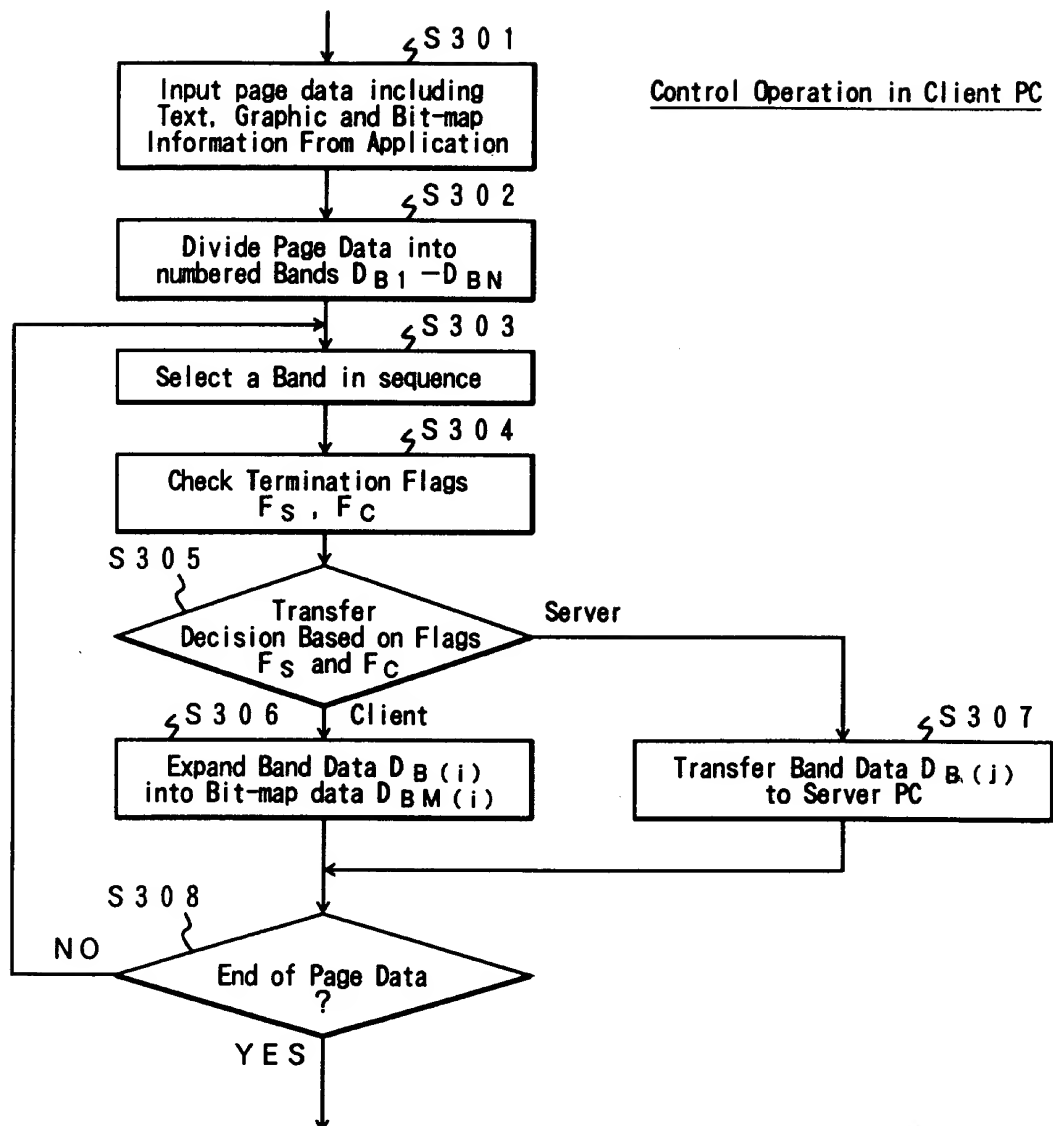 S301
Input page data including
Text, Graphic and Bit-map
Information From Application
Control Operation in Client PC
S302
Divide Page Data into
numbered Bands DB1-DBN
S303
Select a Band in sequence
S304
Check Termination Flags
FS, FC
S305
Transfer
Decision Based on Flags
FS and FC
Server
Client
S306
Expand Band Data DB(i)
into Bit-map data DBM(i)
S307
Transfer Band Data DB(j)
to Server PC
S308
NO
End of Page Data
?
YES